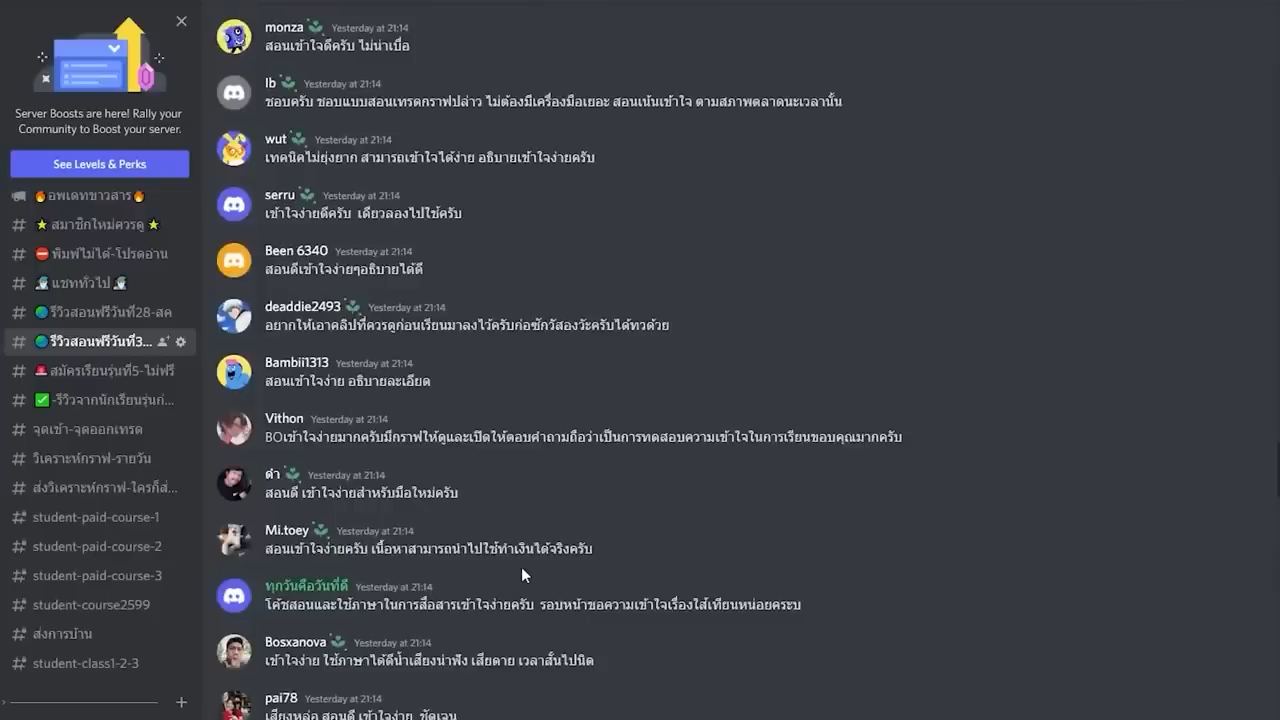 Server Boosts are here! Rally your
Community to Boost your server.
See Levels & Perks
🔥อัพเดทข่าวสาร🔥
⭐สมาชิกใหม่ควรดู⭐
⛔พิมพ์ไม่ได้-โปรดอ่าน
แชททั่วไป
รีวิวสอนฟรีวันที่28-สค
รีวิวสอนฟรีวันที่3...
🚨สมัครเรียนรุ่นที่5-ไม่ฟรี
✅-รีวิวจากนักเรียนรุ่นก่...
จุดเข้า-จุดออกเทรด
วิเคราะห์กราฟ-รายวัน
ส่งวิเคราะห์กราฟ-ใครก็ส่...
student-paid-course-1
student-paid-course-2
student-paid-course-3
student-course2599
ส่งการบ้าน
student-class1-2-3
monza Yesterday at 21:14
สอนเข้าใจดีครับ ไม่น่าเบื่อ
lb Yesterday at 21:14
ชอบครับ ชอบแบบสอนเทรดกราฟปล่าว ไม่ต้องมีเครื่องมือเยอะ สอนเน้นเข้าใจ ตามสภาพตลาดนะเวลานั้น
wut Yesterday at 21:14
เทคนิคไม่ยุ่งยาก สามารถเข้าใจได้ง่าย อธิบายเข้าใจง่ายครับ
serru Yesterday at 21:14
เข้าใจง่ายดีครับ เดี๋ยวลองไปใช้ครับ
Been 6340 Yesterday at 21:14
สอนดีเข้าใจง่ายๆอธิบายได้ดี
deaddie2493 Yesterday at 21:14
อยากให้เอาคลิปที่ควรดูก่อนเรียนมาลงไว้ครับก่อซักวัสองว้ะครับได้ทวด้วย
Bambii1313 Yesterday at 21:14
สอนเข้าใจง่าย อธิบายละเอียด
Vithon Yesterday at 21:14
BOเข้าใจง่ายมากครับมีกราฟให้ดูและเปิดให้ตอบคำถามถือว่าเป็นการทดสอบความเข้าใจในการเรียนขอบคุณมากครับ
ดำ Yesterday at 21:14
สอนดี เข้าใจง่ายสำหรับมือใหม่ครับ
Mi.toey Yesterday at 21:14
สอนเข้าใจง่ายครับ เนื้อหาสามารถนำไปใช้ทำเงินได้จริงครับ
ทุกวันคือวันที่ดี Yesterday at 21:14
โค้ชสอนและใช้ภาษาในการสื่อสารเข้าใจง่ายครับ รอบหน้าขอความเข้าใจเรื่องไส้เทียนหน่อยคระบ
Bosxanova Yesterday at 21:14
เข้าใจง่าย ใช้ภาษาได้ดีน้ำเสียงน่าฟัง เสียดาย เวลาสั้นไปนิด
pai78 Yesterday at 21:14
เสียงหล่อ สอนดี เข้าใจง่าย ชัดเจน